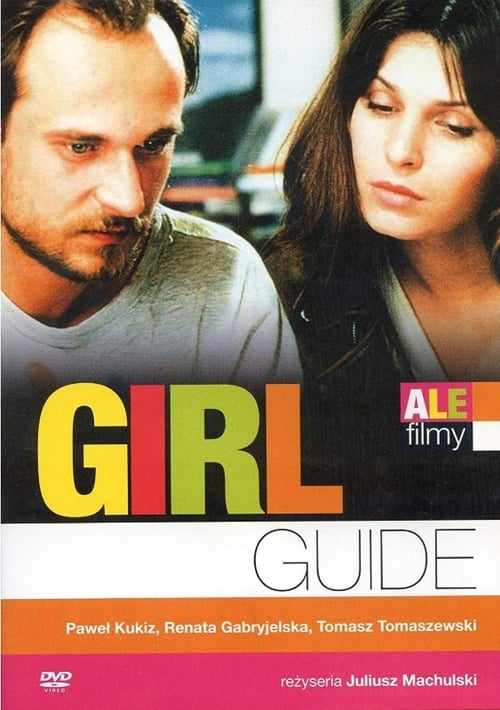 GIRL
ALE
filmy
GUIDE
Paweł Kukiz, Renata Gabryjelska, Tomasz Tomaszewski
DVD
VIDEO
reżyseria Juliusz Machulski